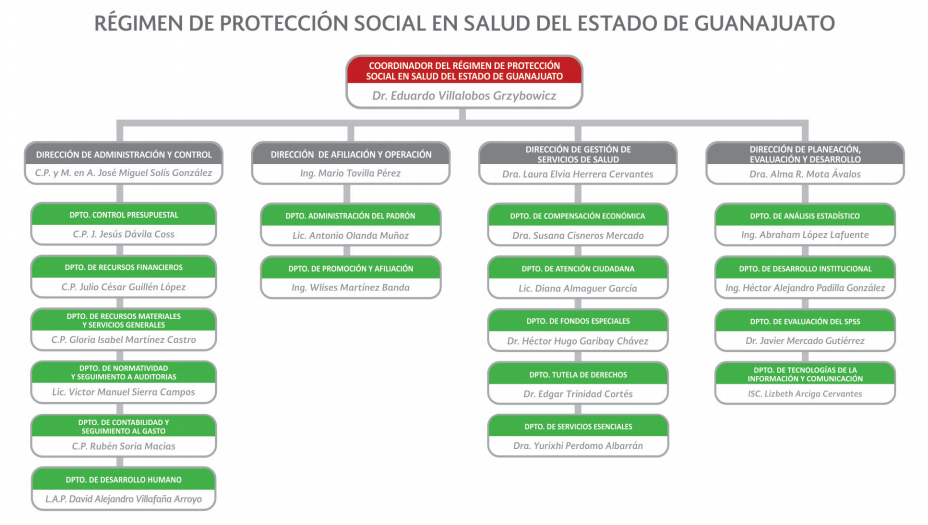 RÉGIMEN DE PROTECCIÓN SOCIAL EN SALUD DEL ESTADO DE GUANAJUATO
COORDINADOR DEL RÉGIMEN DE PROTECCIÓN
SOCIAL EN SALUD DEL ESTADO DE GUANAJUATO
Dr. Eduardo Villalobos Grzybowicz
DIRECCIÓN DE ADMINISTRACIÓN Y CONTROL
C.P. y M. en A. José Miguel Solís González
DPTO. CONTROL PRESUPUESTAL
C.P. J. Jesús Dávila Coss
DPTO. DE RECURSOS FINANCIEROS
C.P. Julio César Guillén López
DPTO. DE RECURSOS MATERIALES
Y SERVICIOS GENERALES
C.P. Gloria Isabel Martínez Castro
DPTO. DE NORMATIVIDAD
Y SEGUIMIENTO A AUDITORIAS
Lic. Victor Manuel Sierra Campos
DPTO. DE CONTABILIDAD Y
SEGUIMIENTO AL GASTO
C.P. Rubén Soria Macías
DPTO. DE DESARROLLO HUMANO
L.A.P. David Alejandro Villafaña Arroyo
DIRECCIÓN DE AFILIACIÓN Y OPERACIÓN
Ing. Mario Tovilla Pérez
DPTO. ADMINISTRACIÓN DEL PADRÓN
Lic. Antonio Olanda Muñoz
DPTO. DE PROMOCIÓN Y AFILIACIÓN
Ing. Wlises Martínez Banda
DIRECCIÓN DE GESTIÓN DE
SERVICIOS DE SALUD
Dra. Laura Elvia Herrera Cervantes
DPTO. DE COMPENSACIÓN ECONÓMICA
Dra. Susana Cisneros Mercado
DPTO. DE ATENCIÓN CIUDADANA
Lic. Diana Almaguer García
DPTO. DE FONDOS ESPECIALES
Dr. Héctor Hugo Garibay Chávez
DPTO. TUTELA DE DERECHOS
Dr. Edgar Trinidad Cortés
DPTO. DE SERVICIOS ESENCIALES
Dra. Yurixhi Perdomo Albarrán
DIRECCIÓN DE PLANEACIÓN,
EVALUACIÓN Y DESARROLLO
Dra. Alma R. Mota Ávalos
DPTO. DE ANÁLISIS ESTADÍSTICO
Ing. Abraham López Lafuente
DPTO. DE DESARROLLO INSTITUCIONAL
Ing. Héctor Alejandro Padilla González
DPTO. DE EVALUACIÓN DEL SPSS
Dr. Javier Mercado Gutiérrez
DPTO. DE TECNOLOGÍAS DE LA
INFORMACIÓN Y COMUNICACIÓN
ISC. Lizbeth Arciga Cervantes